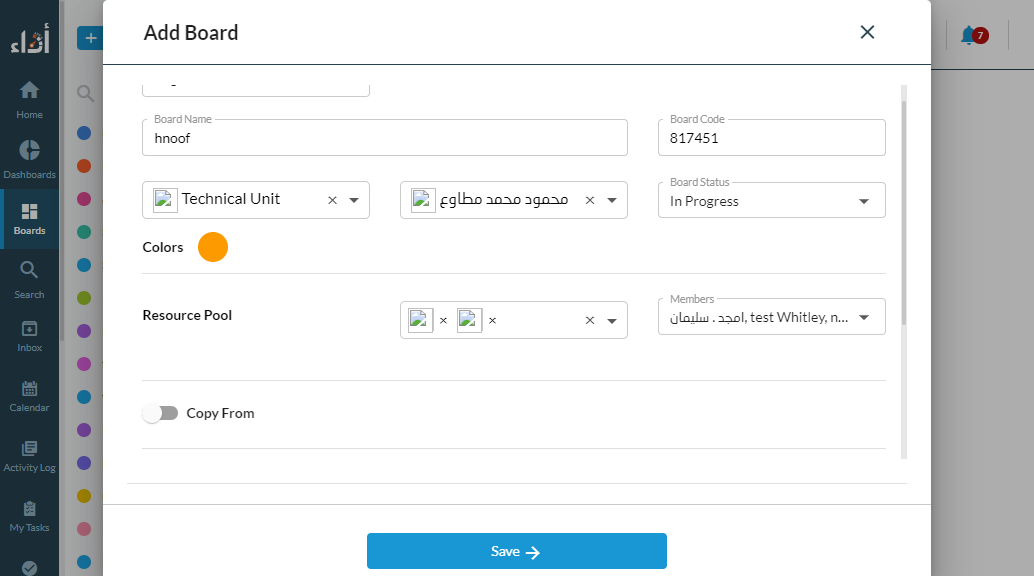 أداء
Home
Dashboards
Boards
Search
Inbox
Calendar
Activity Log
My Tasks
+
7
Add Board
Board Name
hnoof
Board Code
817451
Technical Unit
محمود محمد مطاوع
Board Status
In Progress
Colors
Resource Pool
Members
امجد . سليمان, test Whitley, n...
Copy From
Save